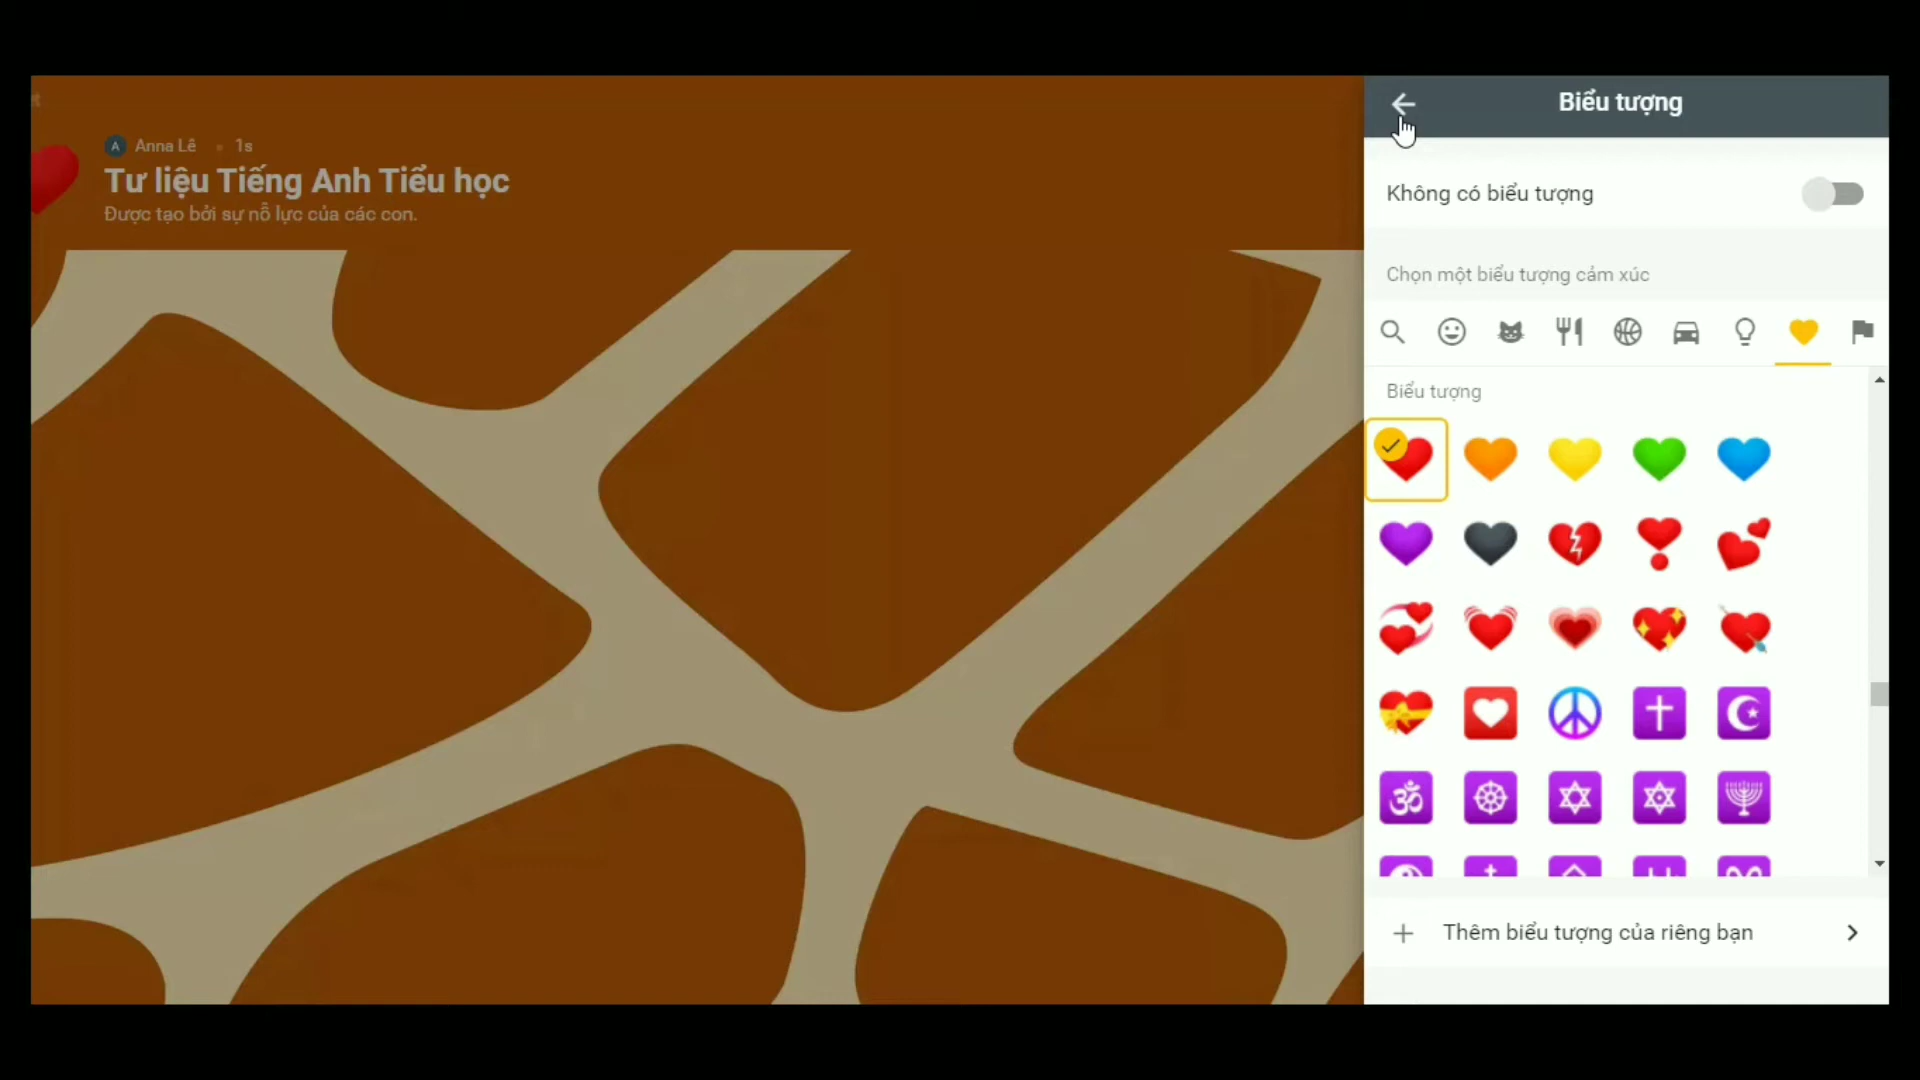 A Anna Lê 1s
Tư liệu Tiếng Anh Tiểu học
Được tạo bởi sự nỗ lực của các con.
Biểu tượng
Không có biểu tượng
Chọn một biểu tượng cảm xúc
Biểu tượng
Thêm biểu tượng của riêng bạn